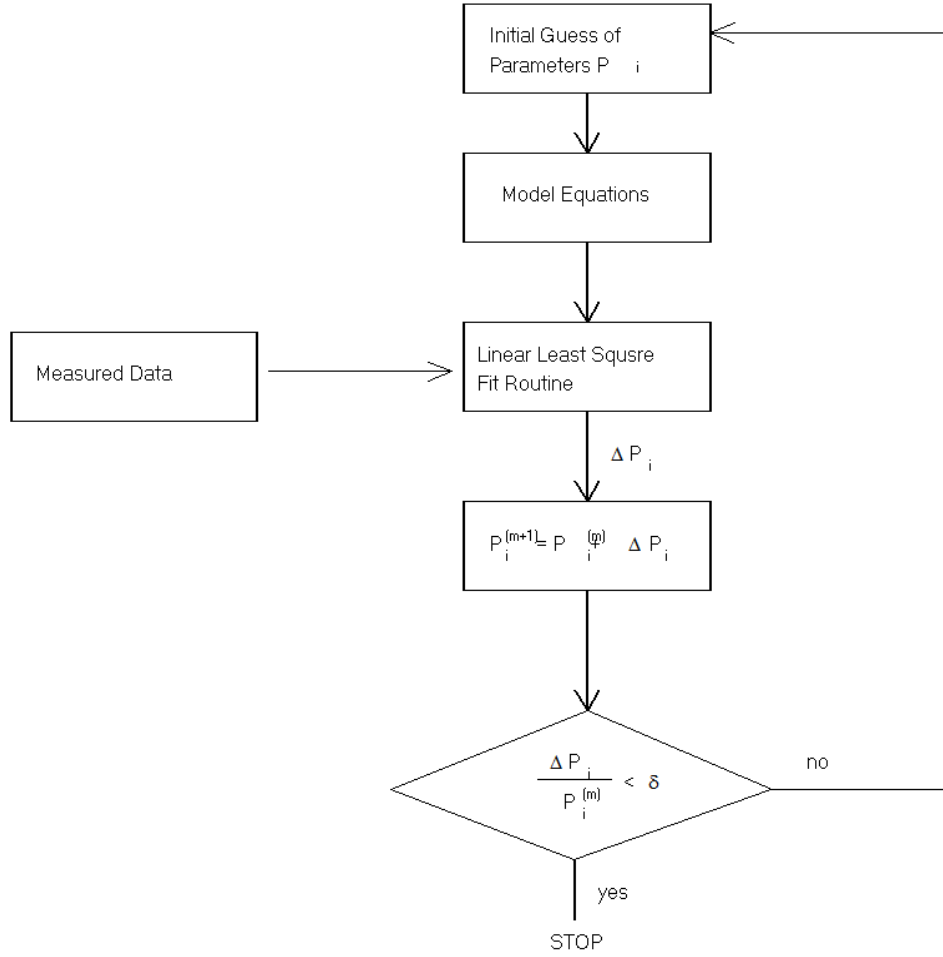 Initial Guess of
Parameters P i
Model Equations
Linear Least Squsre
Fit Routine
Measured Data
Δ P i
P i (m+1) = P i (m) + Δ P i
Δ P i
P i (m)
< δ
no
yes
STOP